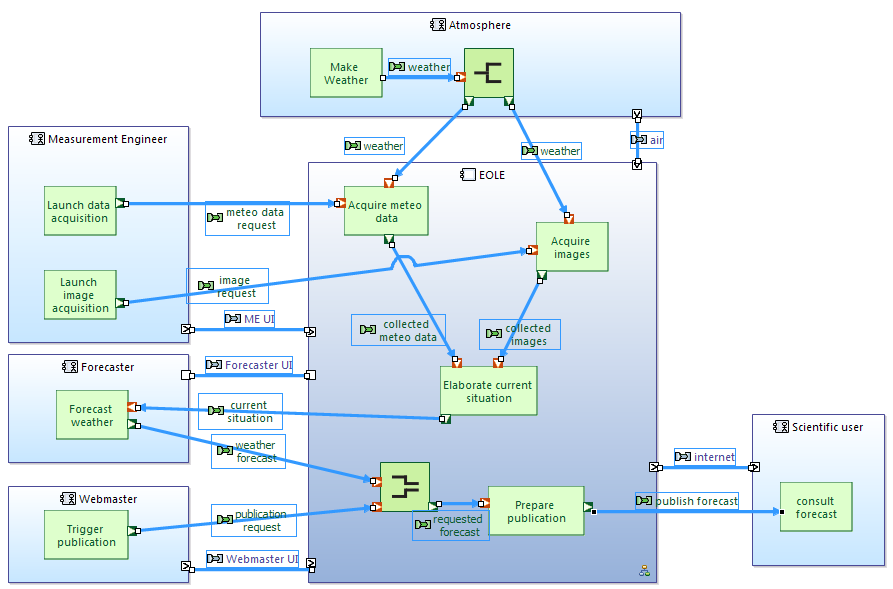 Atmosphere
Make
Weather
weather
Measurement Engineer
weather
weather
air
EOLE
Launch data
acquisition
meteo data
request
Acquire meteo
data
Acquire
images
Launch
image
acquisition
image
request
ME UI
collected
meteo data
collected
images
Forecaster
Forecaster UI
Elaborate current
situation
Forecast
weather
current
situation
weather
forecast
Scientific user
internet
Webmaster
Trigger
publication
publication
request
requested
forecast
Prepare
publication
publish forecast
consult
forecast
Webmaster UI